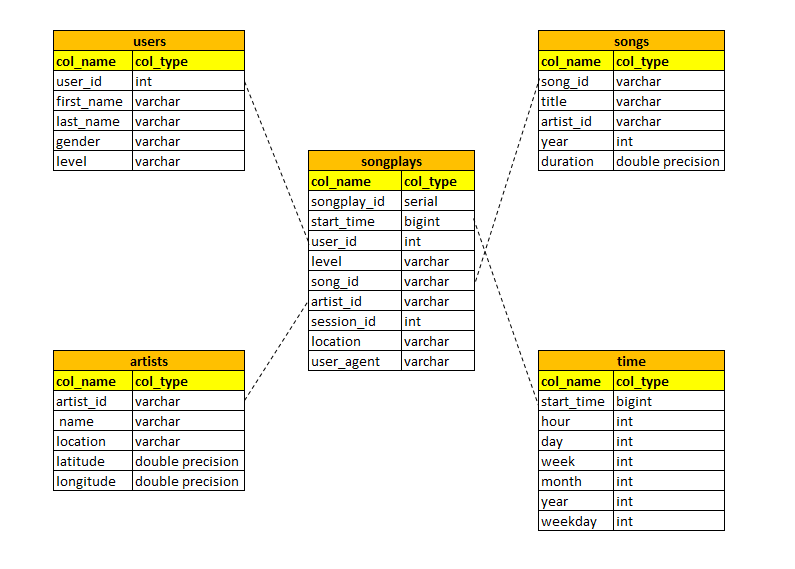 users
col_name col_type
user_id int
first_name varchar
last_name varchar
gender varchar
level varchar
songs
col_name col_type
song_id varchar
title varchar
artist_id varchar
year int
duration double precision
songplays
col_name col_type
songplay_id serial
start_time bigint
user_id int
level varchar
song_id varchar
artist_id varchar
session_id int
location varchar
user_agent varchar
artists
col_name col_type
artist_id varchar
name varchar
location varchar
latitude double precision
longitude double precision
time
col_name col_type
start_time bigint
hour int
day int
week int
month int
year int
weekday int